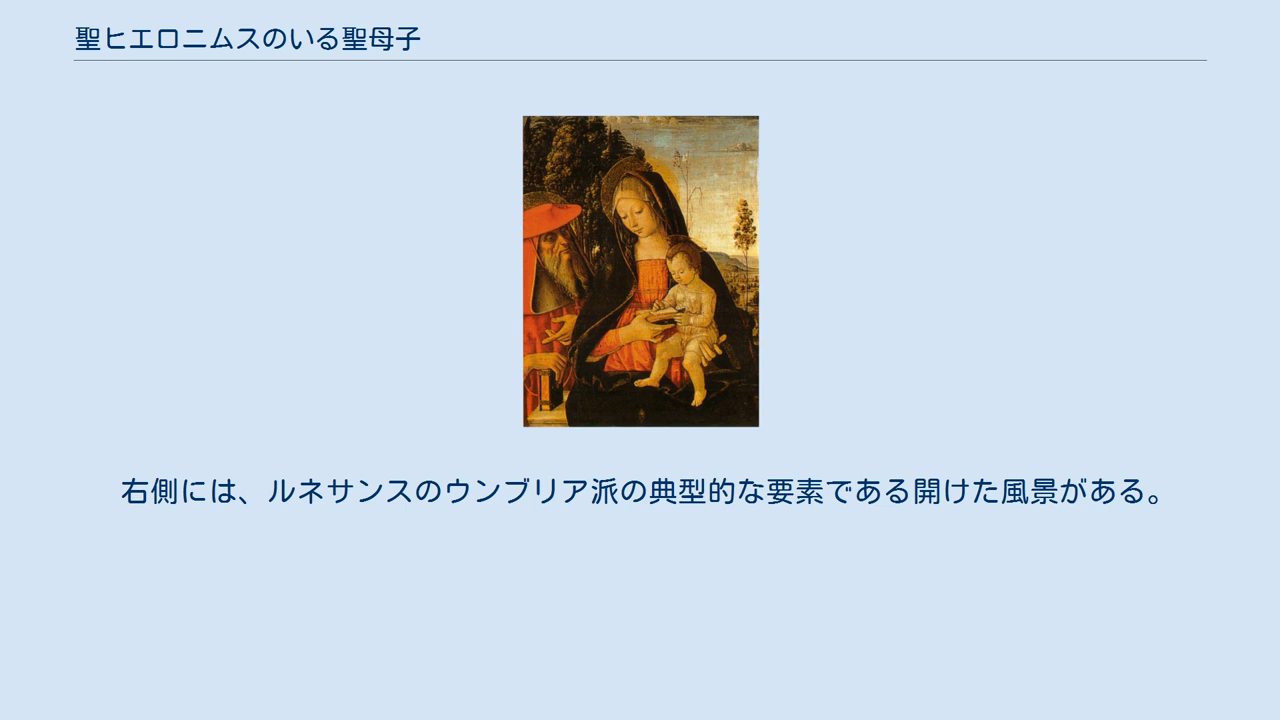 聖ヒエロニムスのいる聖母子
右側には、ルネサンスのウンブリア派の典型的な要素である開けた風景がある。